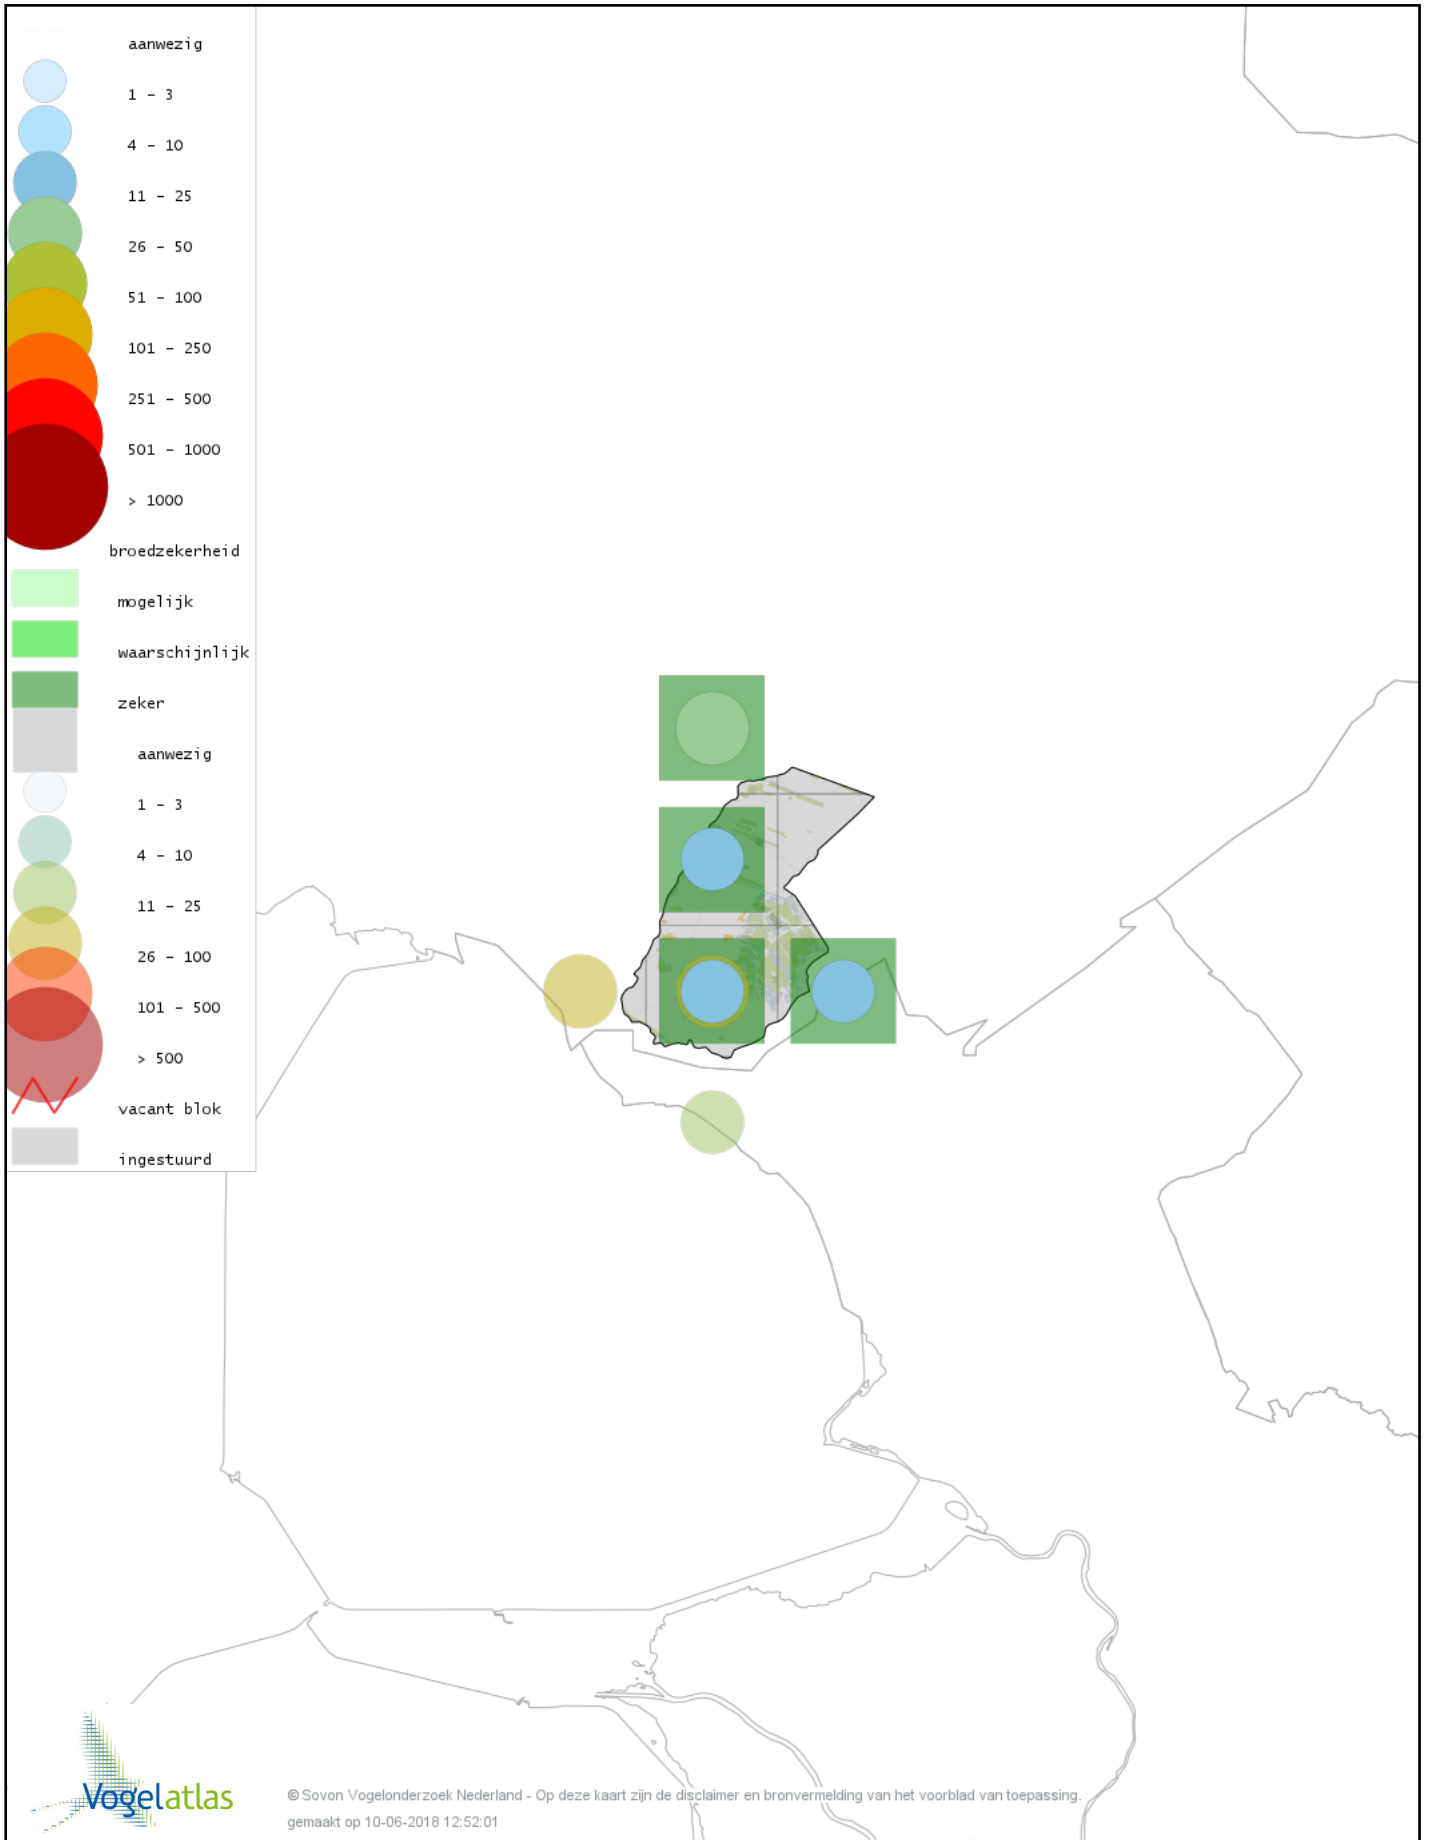 aanwezig
1 - 3
4 - 10
11 - 25
26 - 50
51 - 100
101 - 250
251 - 500
501 - 1000
> 1000
broedzekerheid
mogelijk
waarschijnlijk
zeker
aanwezig
1 - 3
4 - 10
11 - 25
26 - 100
101 - 500
> 500
vacant blok
ingestuurd
Vogelatlas
© Sovon Vogelonderzoek Nederland - Op deze kaart zijn de disclaimer en bronvermelding van het voorblad van toepassing.
gemaakt op 10-06-2018 12:52:01